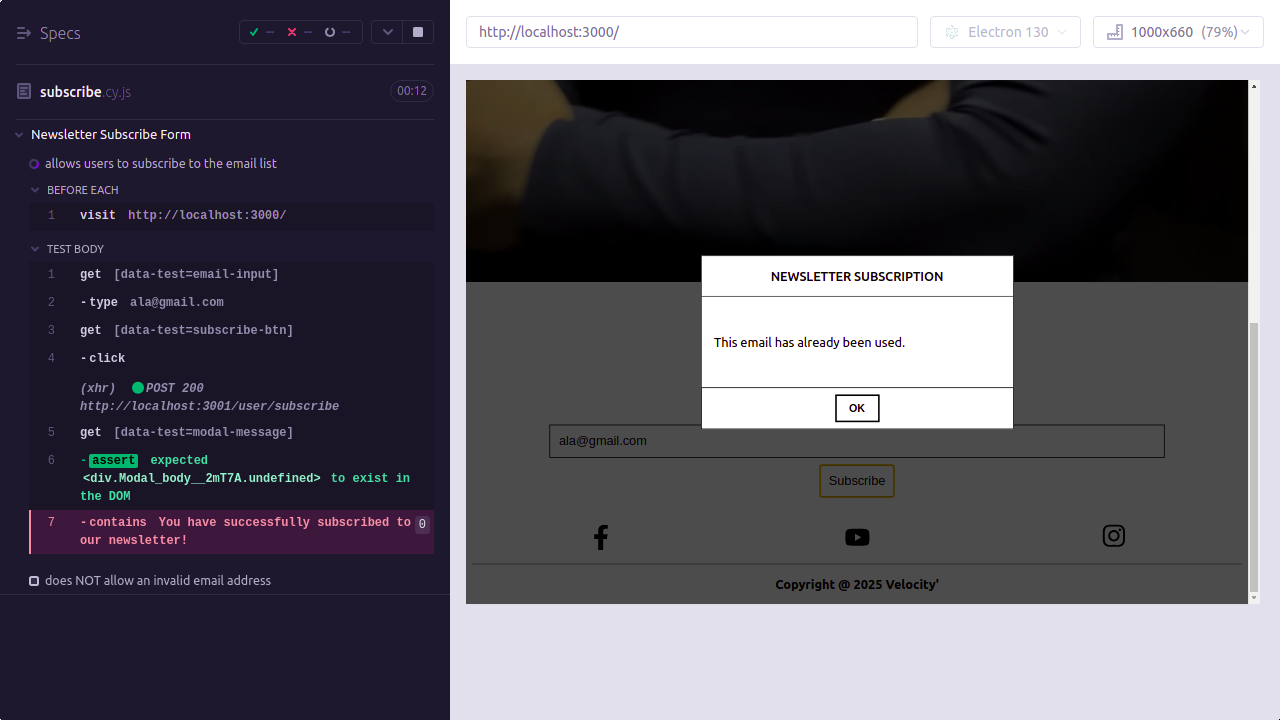 Specs
-- -- --
subscribe.cy.js 00:12
Newsletter Subscribe Form
allows users to subscribe to the email list
BEFORE EACH
1 visit http://localhost:3000/
TEST BODY
1 get [data-test=email-input]
2 -type ala@gmail.com
3 get [data-test=subscribe-btn]
4 -click
(xhr) POST 200
http://localhost:3001/user/subscribe
5 get [data-test=modal-message]
6 -assert expected
<div.Modal_body__2mT7A.undefined> to exist in
the DOM
7 -contains You have successfully subscribed to 0
our newsletter!
does NOT allow an invalid email address
http://localhost:3000/
Electron 130
1000x660 (79%)
NEWSLETTER SUBSCRIPTION
This email has already been used.
OK
ala@gmail.com
Subscribe
Copyright @ 2025 Velocity'